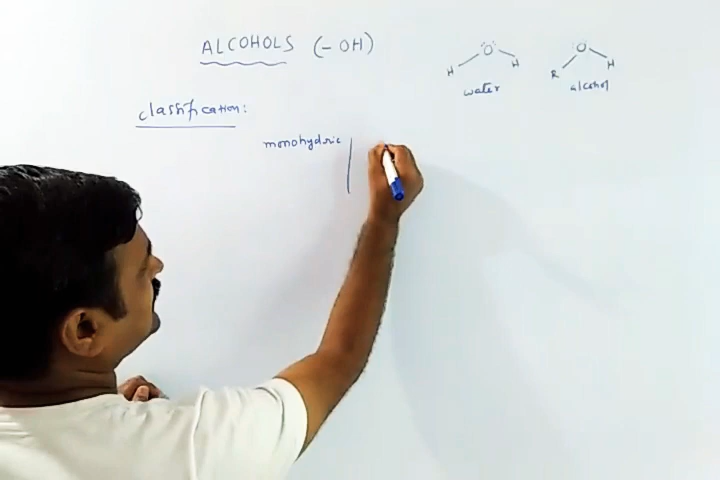 ALCOHOLS (-OH)
H O H
water
R O H
alcohol
classification:
monohydric